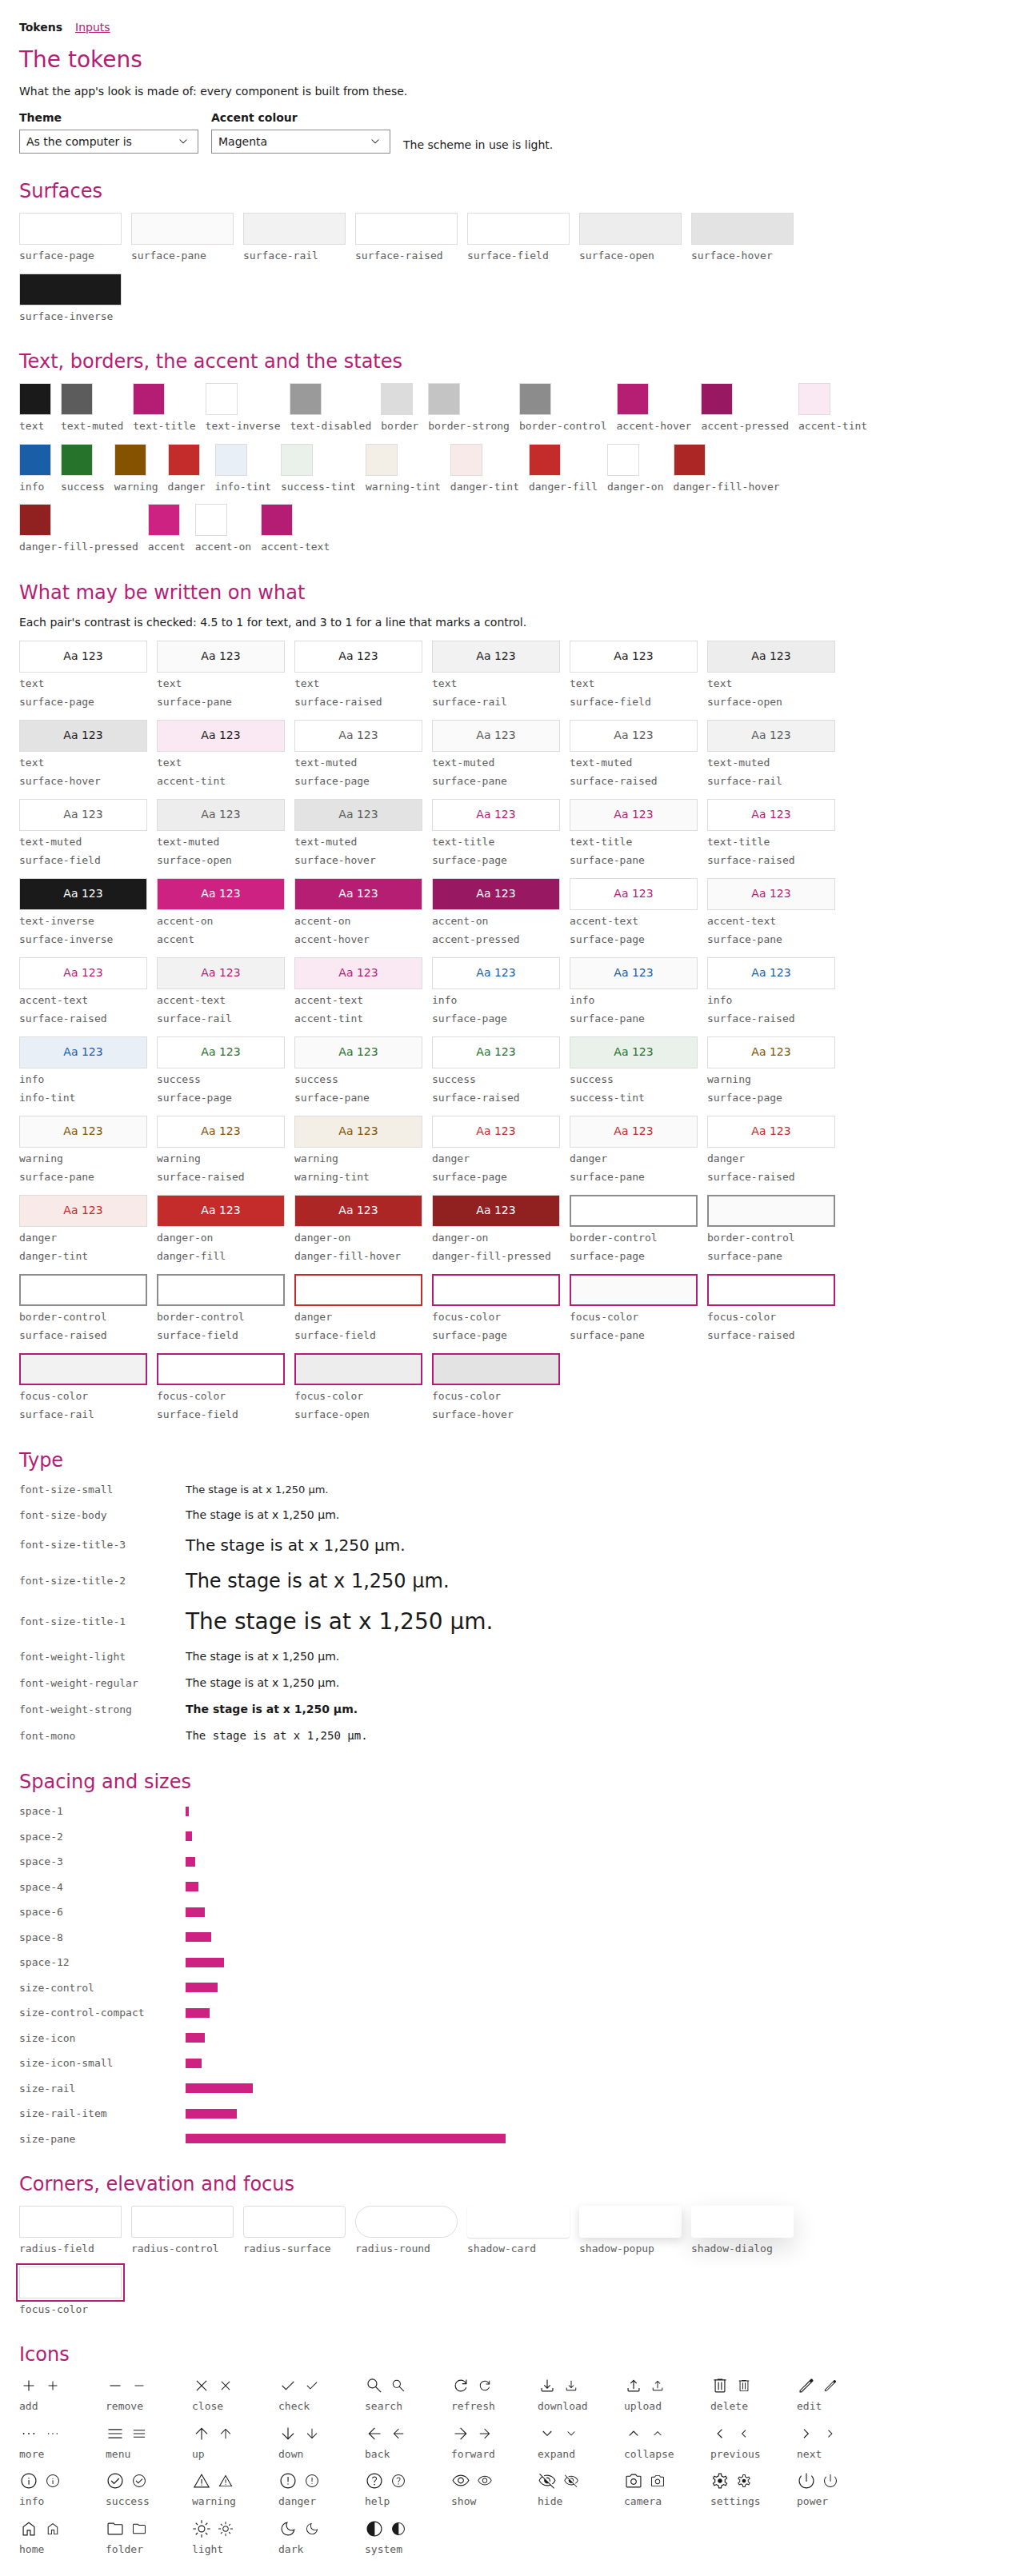 Tokens Inputs
The tokens
What the app's look is made of: every component is built from these.
Theme Accent colour
As the computer is Magenta The scheme in use is light.
Surfaces
surface-page surface-pane surface-rail surface-raised surface-field surface-open surface-hover
surface-inverse
Text, borders, the accent and the states
text text-muted text-title text-inverse text-disabled border border-strong border-control accent-hover accent-pressed accent-tint
info success warning danger info-tint success-tint warning-tint danger-tint danger-fill danger-on danger-fill-hover
danger-fill-pressed accent accent-on accent-text
What may be written on what
Each pair's contrast is checked: 4.5 to 1 for text, and 3 to 1 for a line that marks a control.
Aa 123 Aa 123 Aa 123 Aa 123 Aa 123 Aa 123
text text text text text text
surface-page surface-pane surface-raised surface-rail surface-field surface-open
Aa 123 Aa 123 Aa 123 Aa 123 Aa 123 Aa 123
text text text-muted text-muted text-muted text-muted
surface-hover accent-tint surface-page surface-pane surface-raised surface-rail
Aa 123 Aa 123 Aa 123 Aa 123 Aa 123 Aa 123
text-muted text-muted text-muted text-title text-title text-title
surface-field surface-open surface-hover surface-page surface-pane surface-raised
Aa 123 Aa 123 Aa 123 Aa 123 Aa 123 Aa 123
text-inverse accent-on accent-on accent-on accent-text accent-text
surface-inverse accent accent-hover accent-pressed surface-page surface-pane
Aa 123 Aa 123 Aa 123 Aa 123 Aa 123 Aa 123
accent-text accent-text accent-text info info info
surface-raised surface-rail accent-tint surface-page surface-pane surface-raised
Aa 123 Aa 123 Aa 123 Aa 123 Aa 123 Aa 123
info success success success success warning
info-tint surface-page surface-pane surface-raised success-tint surface-page
Aa 123 Aa 123 Aa 123 Aa 123 Aa 123 Aa 123
warning warning warning danger danger danger
surface-pane surface-raised warning-tint surface-page surface-pane surface-raised
Aa 123 Aa 123 Aa 123 Aa 123
danger danger-on danger-on danger-on border-control border-control
danger-tint danger-fill danger-fill-hover danger-fill-pressed surface-page surface-pane
border-control border-control danger focus-color focus-color focus-color
surface-raised surface-field surface-field surface-page surface-pane surface-raised
focus-color focus-color focus-color focus-color
surface-rail surface-field surface-open surface-hover
Type
font-size-small The stage is at x 1,250 µm.
font-size-body The stage is at x 1,250 µm.
font-size-title-3 The stage is at x 1,250 µm.
font-size-title-2 The stage is at x 1,250 µm.
font-size-title-1 The stage is at x 1,250 µm.
font-weight-light The stage is at x 1,250 µm.
font-weight-regular The stage is at x 1,250 µm.
font-weight-strong The stage is at x 1,250 µm.
font-mono The stage is at x 1,250 µm.
Spacing and sizes
space-1
space-2
space-3
space-4
space-6
space-8
space-12
size-control
size-control-compact
size-icon
size-icon-small
size-rail
size-rail-item
size-pane
Corners, elevation and focus
radius-field radius-control radius-surface radius-round shadow-card shadow-popup shadow-dialog
focus-color
Icons
add remove close check search refresh download upload delete edit
more menu up down back forward expand collapse previous next
info success warning danger help show hide camera settings power
home folder light dark system